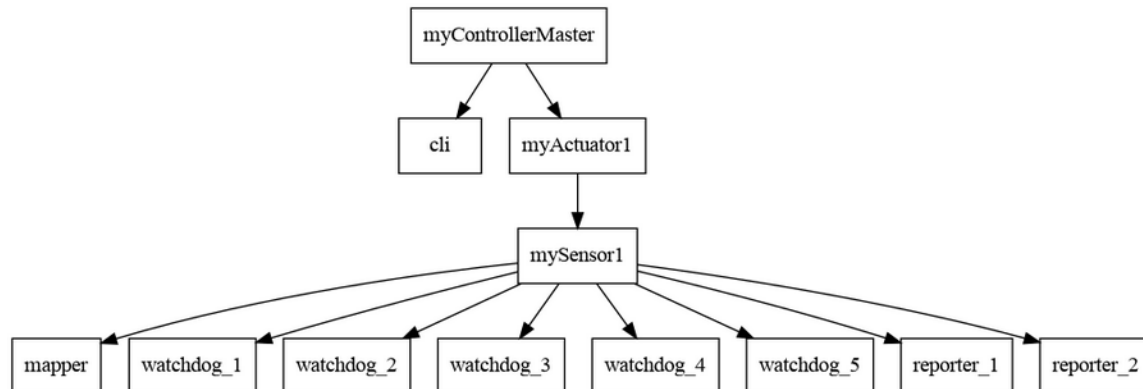 myControllerMaster
cli
myActuator1
mySensor1
mapper
watchdog_1
watchdog_2
watchdog_3
watchdog_4
watchdog_5
reporter_1
reporter_2